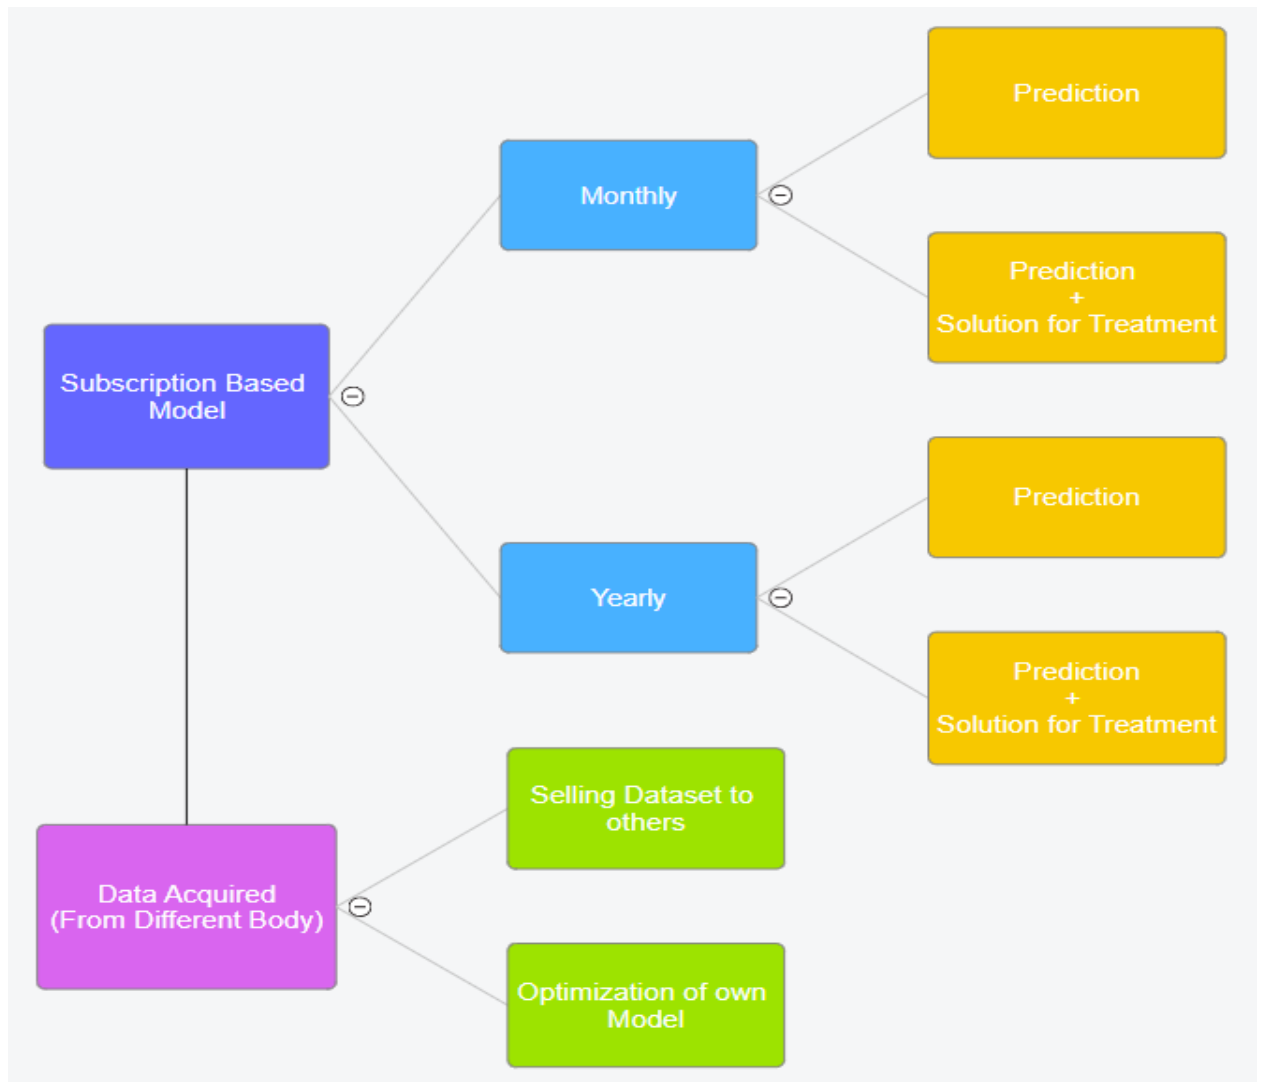 Prediction
Monthly
Prediction
+
Solution for Treatment
Subscription Based
Model
Prediction
Yearly
Prediction
+
Solution for Treatment
Selling Dataset to
others
Data Acquired
(From Different Body)
Optimization of own
Model